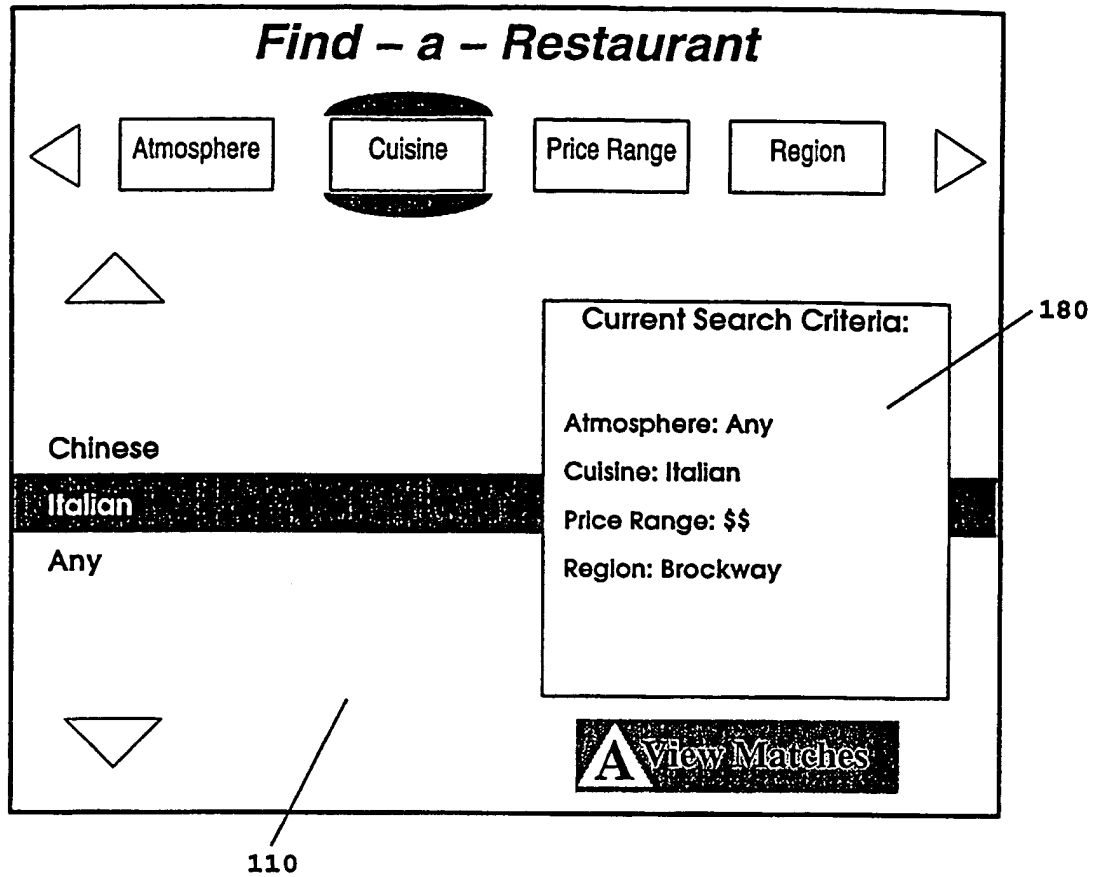 Find – a – Restaurant
Atmosphere
Cuisine
Price Range
Region
Current Search Criteria:
180
Atmosphere: Any
Cuisine: Italian
Price Range: $$
Region: Brockway
Chinese
Italian
Any
A View Matches
110